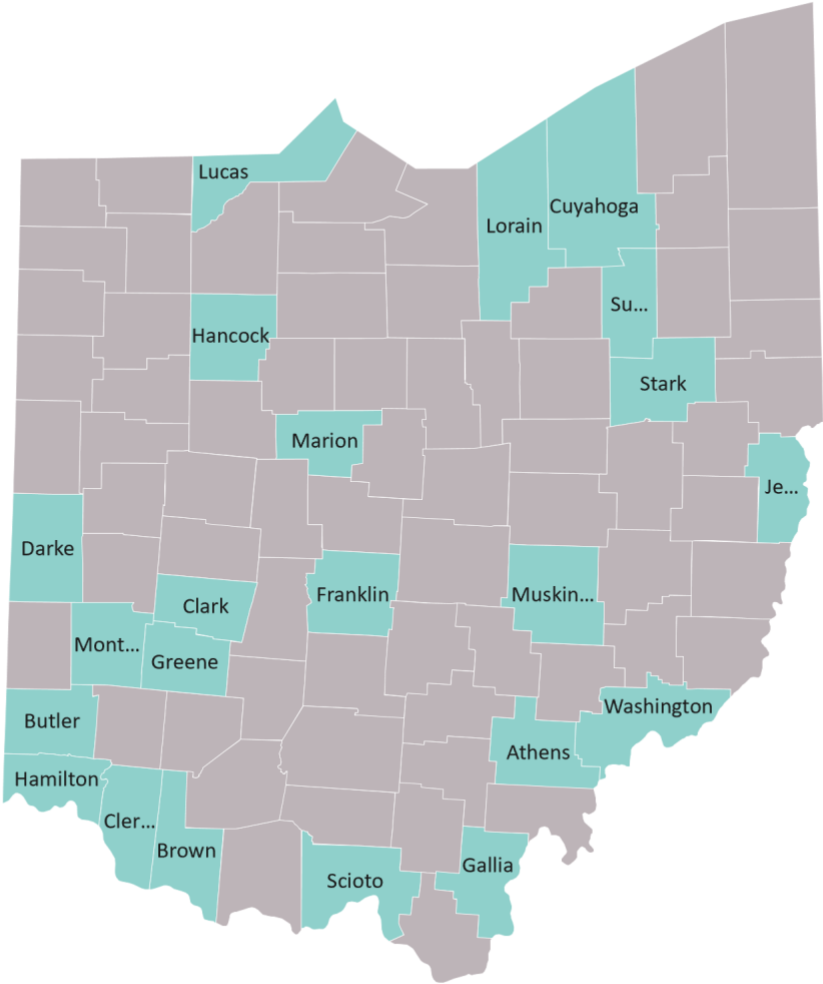 Lucas
Cuyahoga
Lorain
Su...
Hancock
Stark
Marion
Je...
Darke
Franklin
Muskin...
Clark
Mont...
Greene
Washington
Butler
Athens
Hamilton
Cler...
Brown
Gallia
Scioto